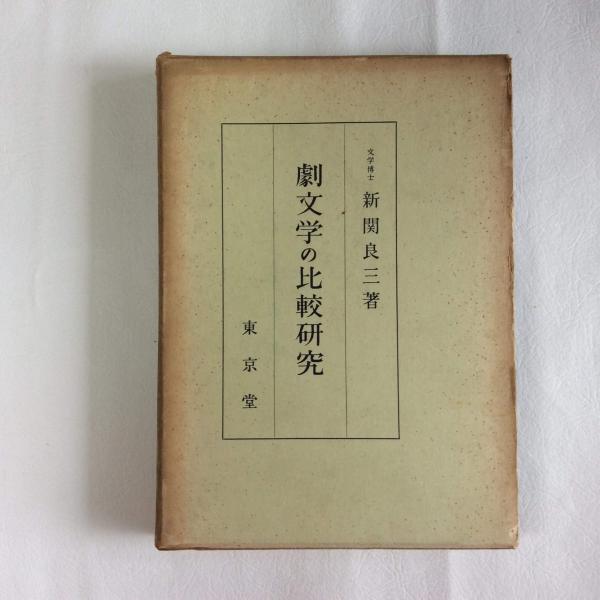 文学博士 新関良三著
劇文学の比較研究
東京堂